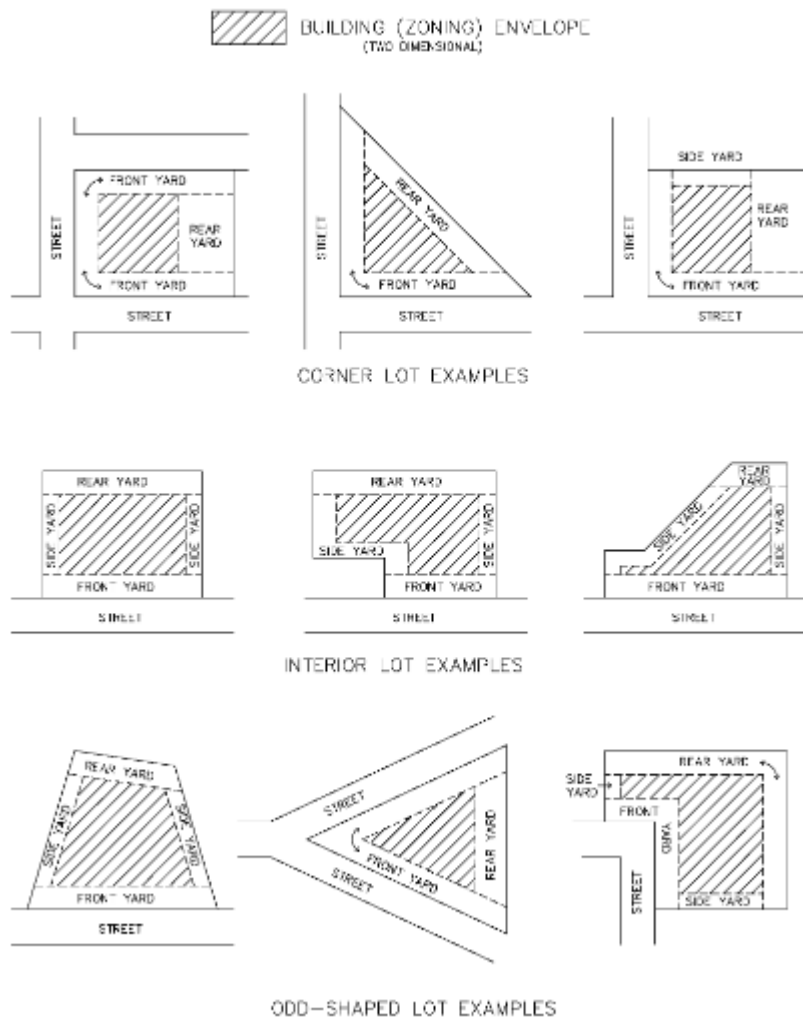 BUILDING (ZONING) ENVELOPE
(TWO DIMENSIONAL)
FRONT YARD
STREET
REAR
YARD
FRONT YARD
STREET
STREET
REAR YARD
FRONT YARD
STREET
SIDE YARD
STREET
REAR
YARD
FRONT YARD
STREET
CORNER LOT EXAMPLES
REAR YARD
SIDE YARD
SIDE YARD
FRONT YARD
STREET
REAR YARD
SIDE YARD
SIDE YARD
FRONT YARD
STREET
REAR
YARD
SIDE YARD
SIDE YARD
FRONT YARD
STREET
INTERIOR LOT EXAMPLES
REAR YARD
SIDE YARD
SIDE YARD
FRONT YARD
STREET
STREET
FRONT YARD
REAR YARD
STREET
REAR YARD
SIDE
YARD
FRONT
YARD
SIDE YARD
STREET
ODD-SHAPED LOT EXAMPLES